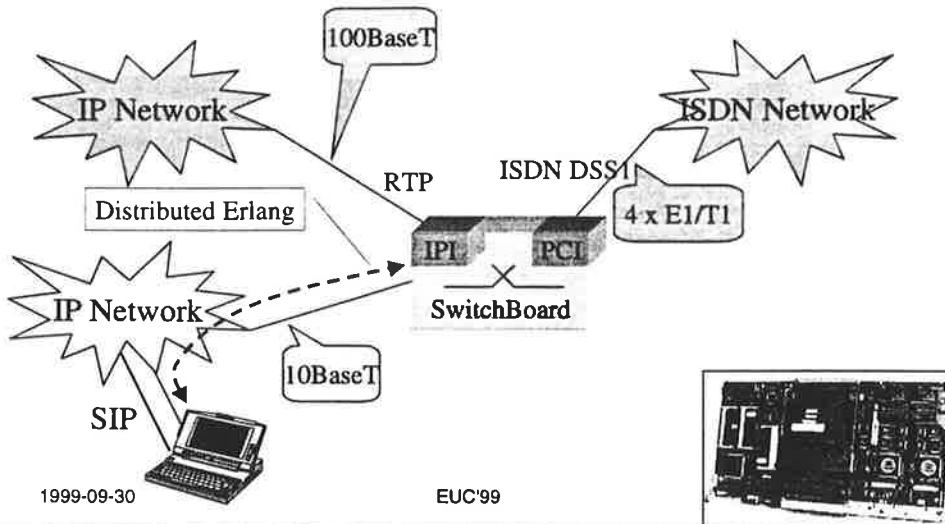 100BaseT
IP Network
ISDN Network
RTP
ISDN DSS1
Distributed Erlang
4 x E1/T1
IPI
PCI
IP Network
SwitchBoard
10BaseT
SIP
1999-09-30
EUC'99